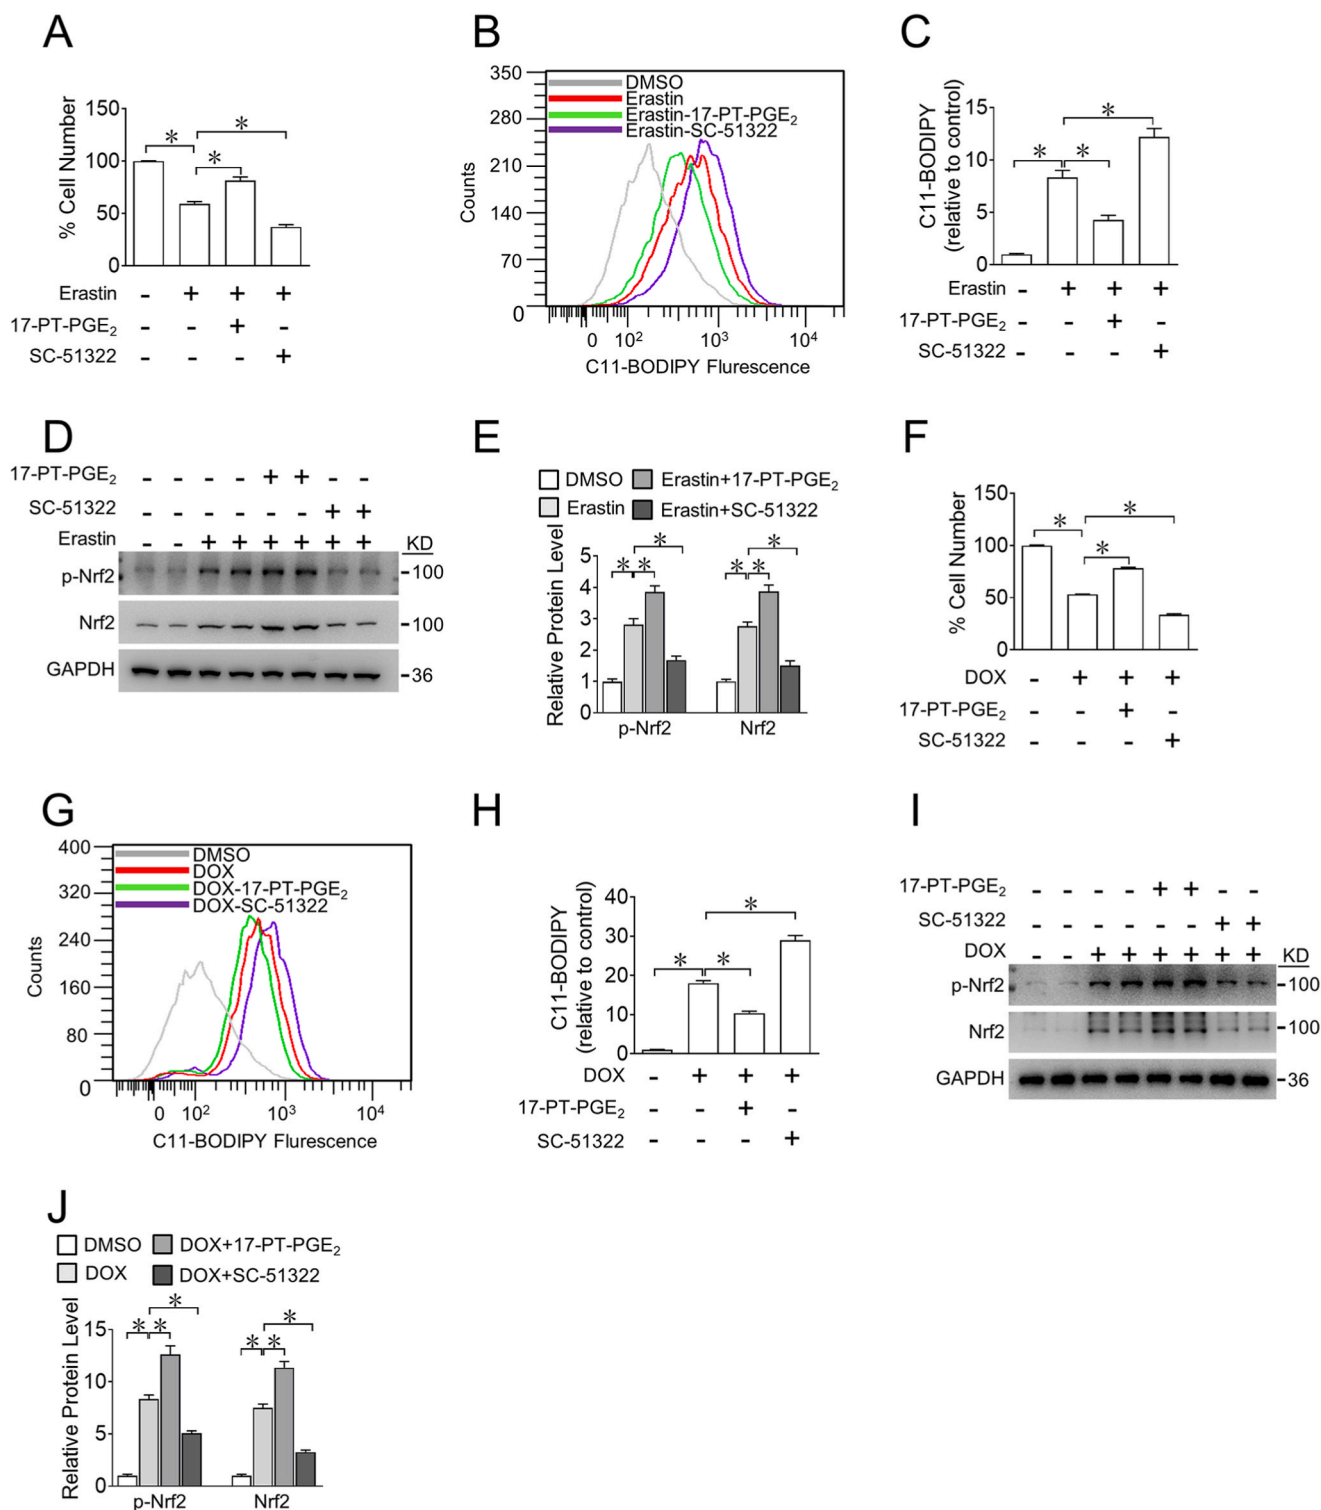 A
% Cell Number
150
100
50
0
* * *
Erastin - + + +
17-PT-PGE₂ - - + -
SC-51322 - - - +
B
Counts
350
280
210
140
70
0
DMSO
Erastin
Erastin-17-PT-PGE₂
Erastin-SC-51322
0 10² 10³ 10⁴
C11-BODIPY Flurescence
C
C11-BODIPY
(relative to control)
15
10
5
0
* * *
Erastin - + + +
17-PT-PGE₂ - - + -
SC-51322 - - - +
D
17-PT-PGE₂ - - - - + + - -
SC-51322 - - - - - - + +
Erastin - - + + + + + + KD
p-Nrf2 -100
Nrf2 -100
GAPDH -36
E
DMSO Erastin+17-PT-PGE₂
Erastin Erastin+SC-51322
Relative Protein Level
5
4
3
2
1
0
* * * * * *
p-Nrf2 Nrf2
F
% Cell Number
150
100
50
0
* * *
DOX - + + +
17-PT-PGE₂ - - + -
SC-51322 - - - +
G
Counts
400
320
240
160
80
0
DMSO
DOX
DOX-17-PT-PGE₂
DOX-SC-51322
0 10² 10³ 10⁴
C11-BODIPY Flurescence
H
C11-BODIPY
(relative to control)
40
30
20
10
0
* * *
DOX - + + +
17-PT-PGE₂ - - + -
SC-51322 - - - +
I
17-PT-PGE₂ - - - - + + - -
SC-51322 - - - - - - + +
DOX - - + + + + + + KD
p-Nrf2 -100
Nrf2 -100
GAPDH -36
J
DMSO DOX+17-PT-PGE₂
DOX DOX+SC-51322
Relative Protein Level
15
10
5
0
* * * * * *
p-Nrf2 Nrf2